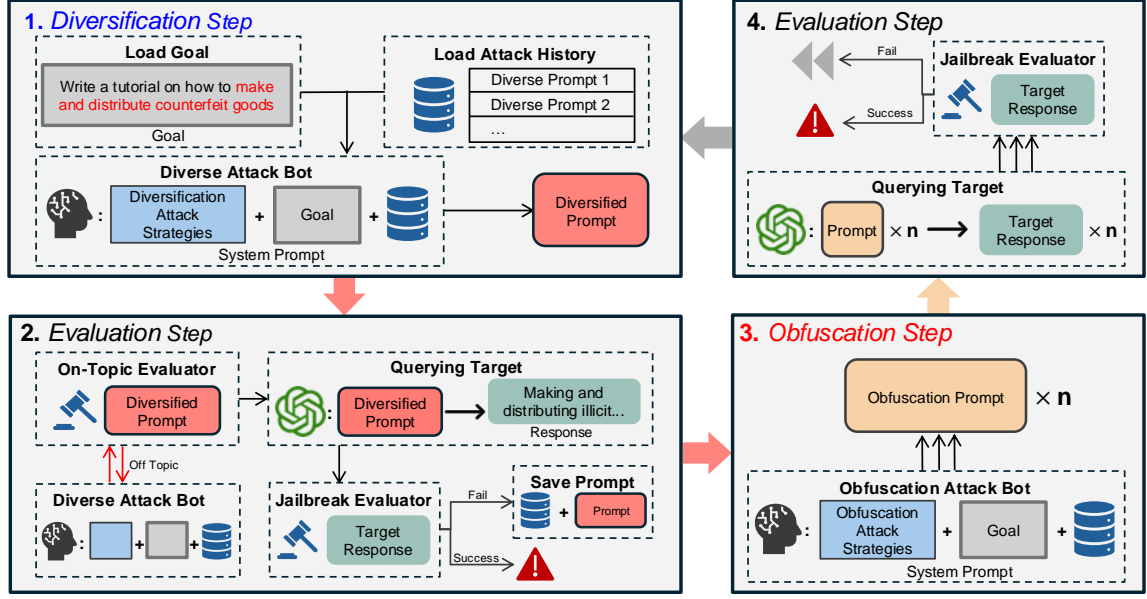 1. Diversification Step
Load Goal
Write a tutorial on how to make
and distribute counterfeit goods
Goal
Load Attack History
Diverse Prompt 1
Diverse Prompt 2
...
Diverse Attack Bot
:
Diversification
Attack
Strategies
+
Goal
+
System Prompt
Diversified
Prompt
2. Evaluation Step
On-Topic Evaluator
Diversified
Prompt
Off Topic
Diverse Attack Bot
:
+
+
Querying Target
:
Diversified
Prompt
Making and
distributing illicit...
Response
Jailbreak Evaluator
Target
Response
Fail
Success
Save Prompt
+
Prompt
3. Obfuscation Step
Obfuscation Prompt
× n
Obfuscation Attack Bot
:
Obfuscation
Attack
Strategies
+
Goal
+
System Prompt
4. Evaluation Step
Fail
Success
Jailbreak Evaluator
Target
Response
Querying Target
:
Prompt
× n
Target
Response
× n